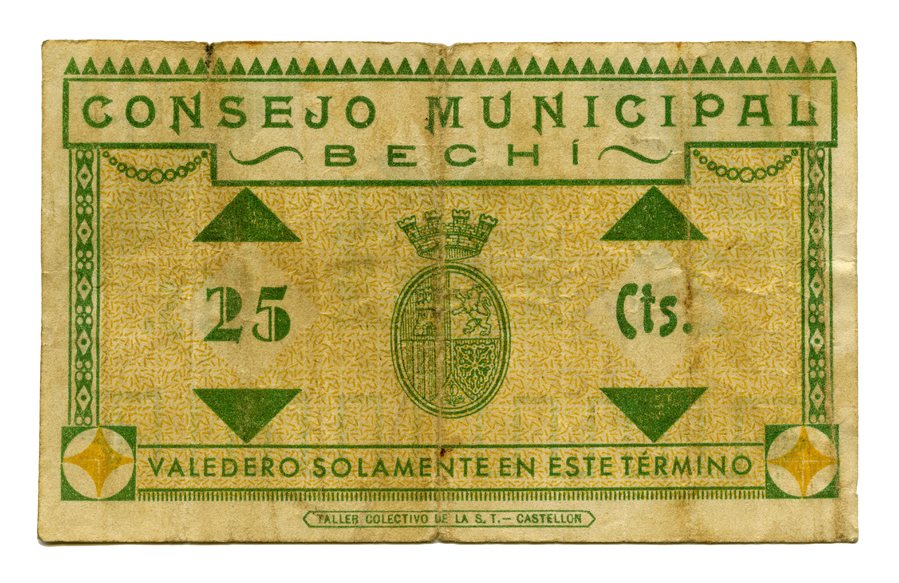 CONSEJO MUNICIPAL
BECHÍ
25 Cts.
VALEDERO SOLAMENTE EN ESTE TÉRMINO
TALLER COLECTIVO DE LA S. T.- CASTELLON